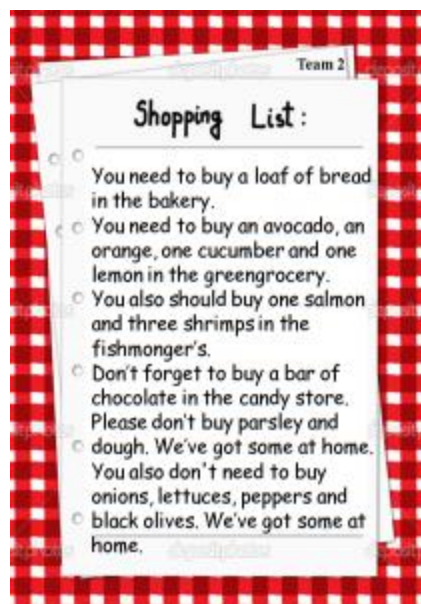 Team 2
Shopping List:
You need to buy a loaf of bread
in the bakery.
You need to buy an avocado, an
orange, one cucumber and one
lemon in the greengrocery.
You also should buy one salmon
and three shrimps in the
fishmonger's.
Don't forget to buy a bar of
chocolate in the candy store.
Please don't buy parsley and
dough. We've got some at home.
You also don't need to buy
onions, lettuces, peppers and
black olives. We've got some at
home.